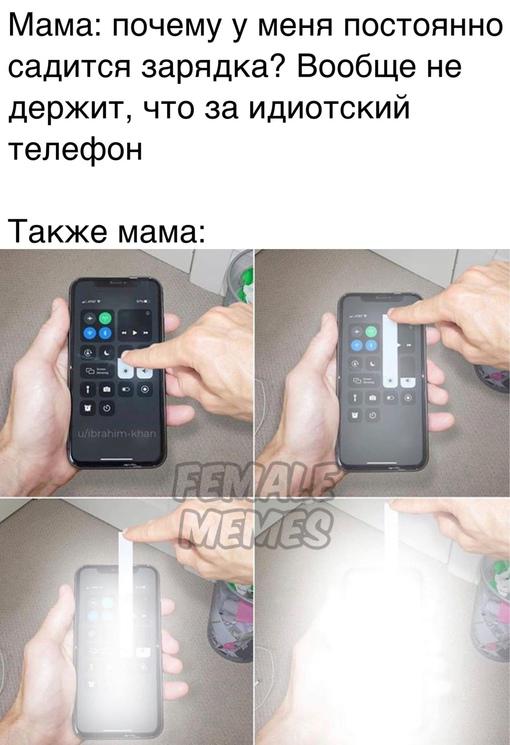 Мама: почему у меня постоянно
садится зарядка? Вообще не
держит, что за идиотский
телефон
Также мама:
u/ibrahim-khan
FEMALE
MEMES